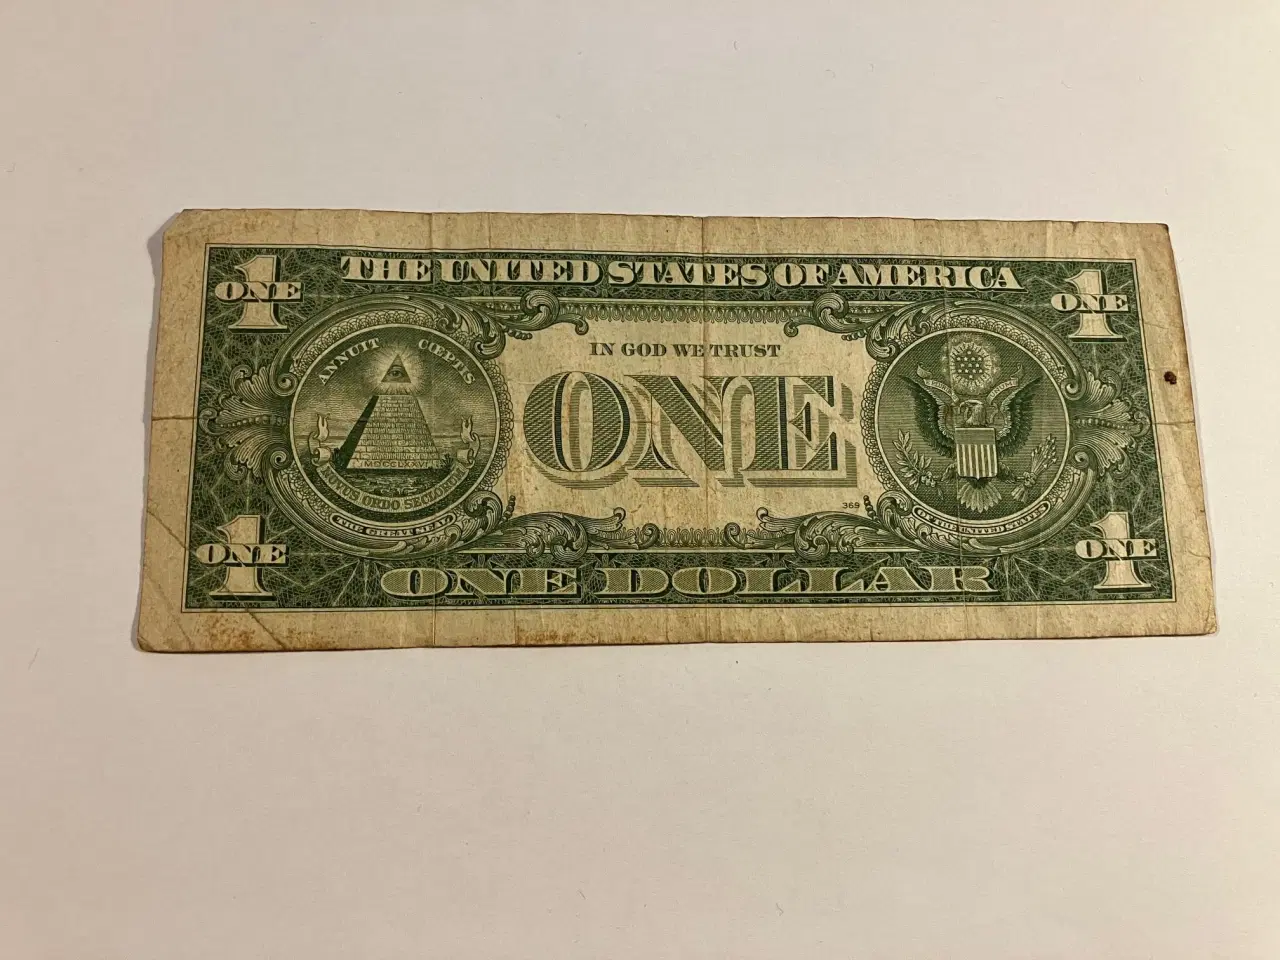 THE UNITED STATES OF AMERICA
1
ONE
1
ONE
IN GOD WE TRUST
ANNUIT CŒPTIS
ONE
MDCCLXXVI
NOVUS ORDO SECLORUM
THE GREAT SEAL
OF THE UNITED STATES
369
1
ONE
1
ONE
ONE DOLLAR